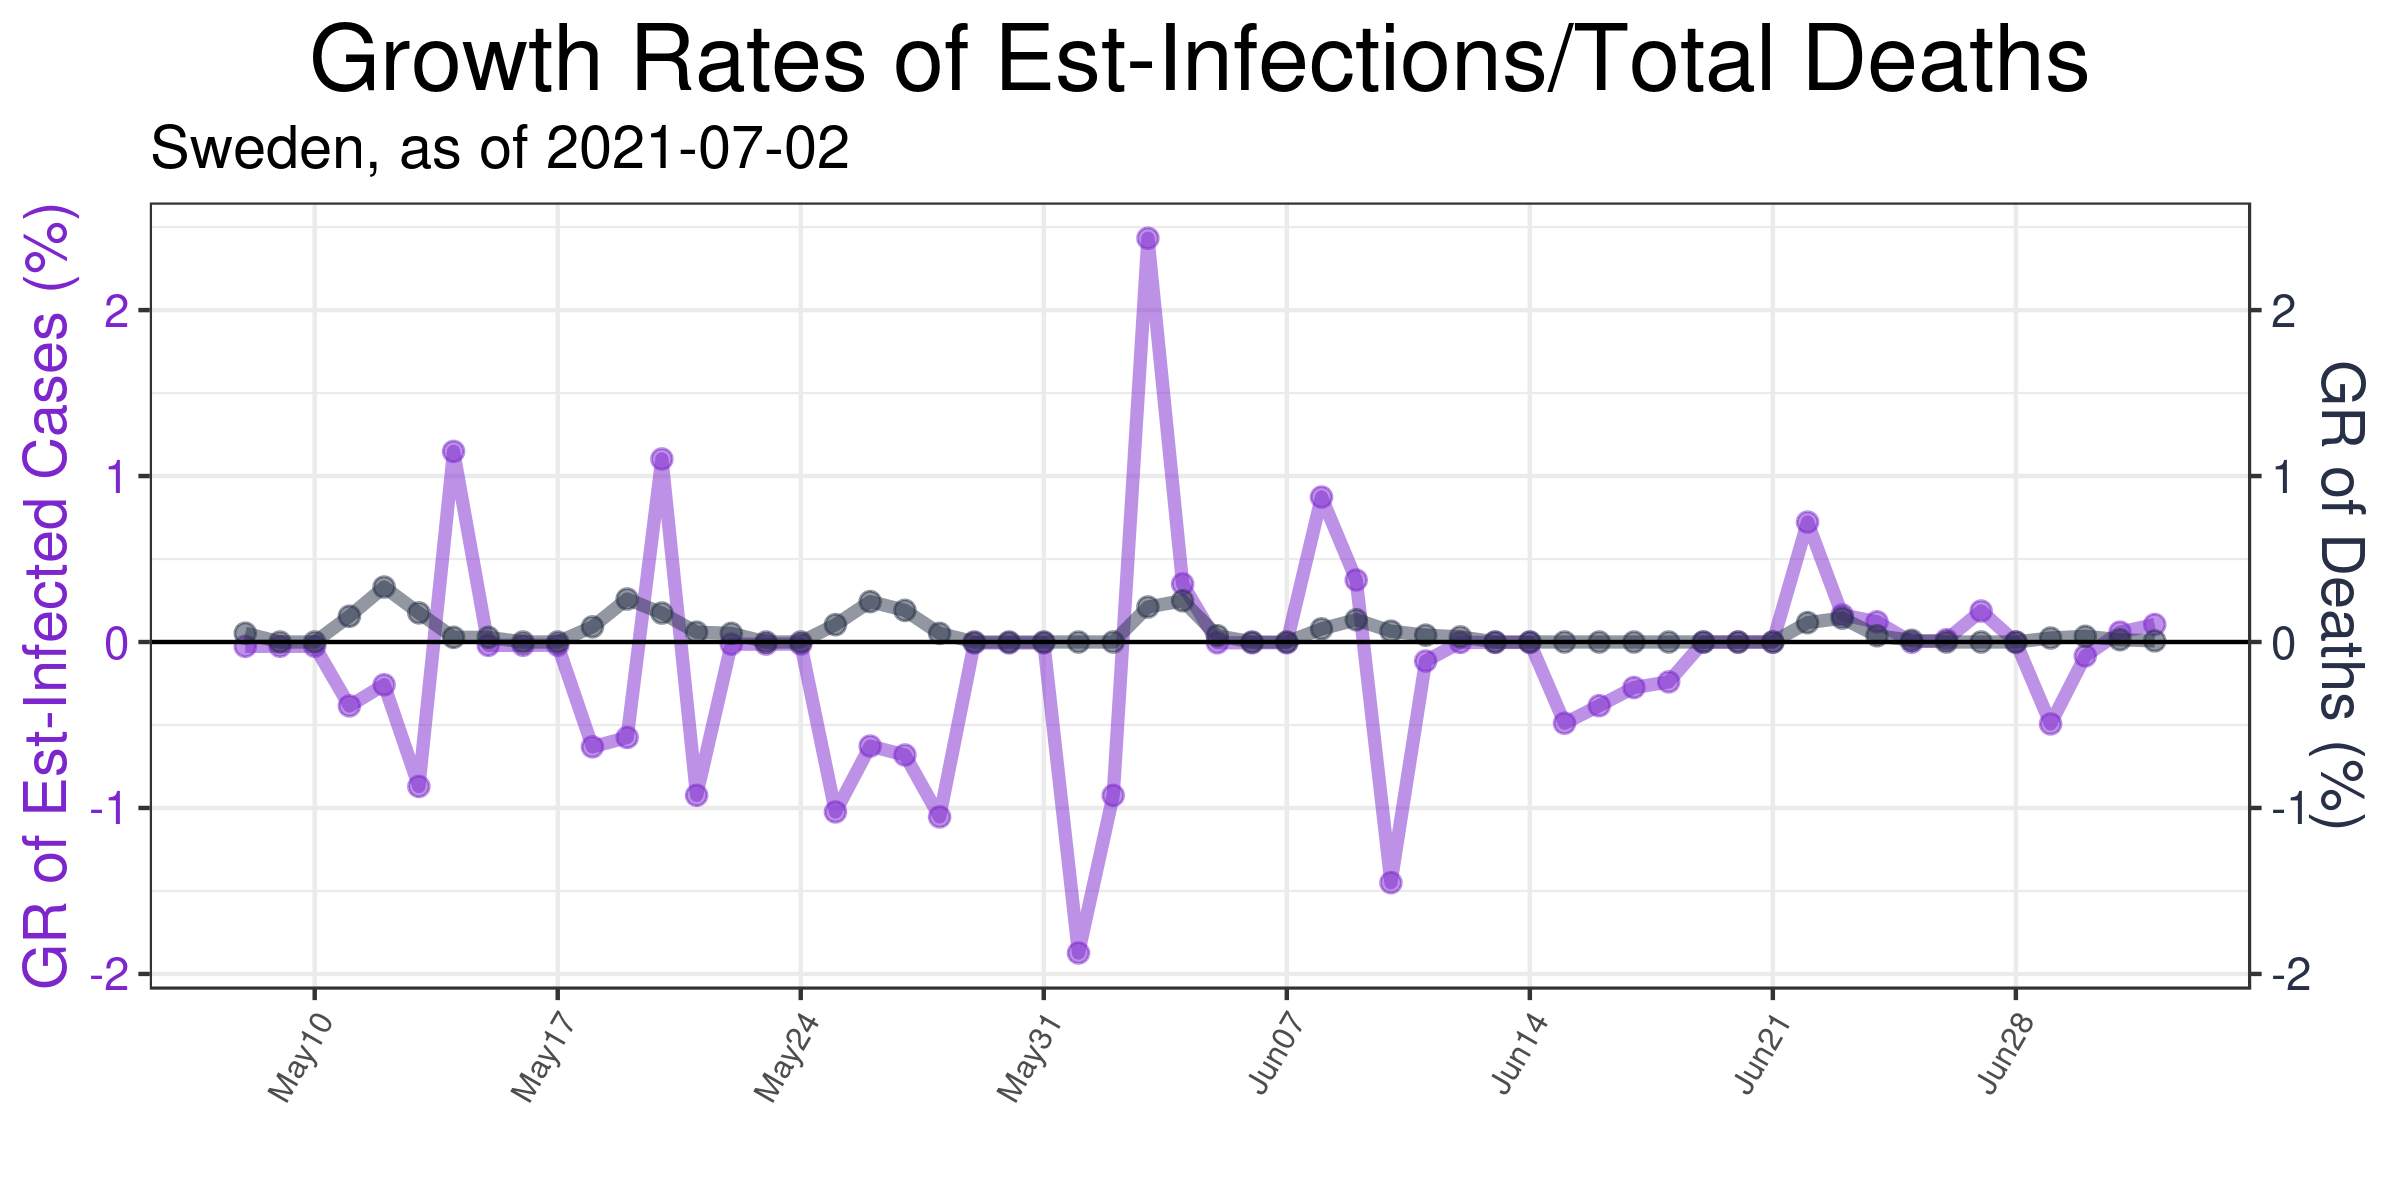 Growth Rates of Est-Infections/Total Deaths
Sweden, as of 2021-07-02
GR of Est-Infected Cases (%)
2
1
0
-1
-2
2
1
0
-1
-2
GR of Deaths (%)
May10
May17
May24
May31
Jun07
Jun14
Jun21
Jun28